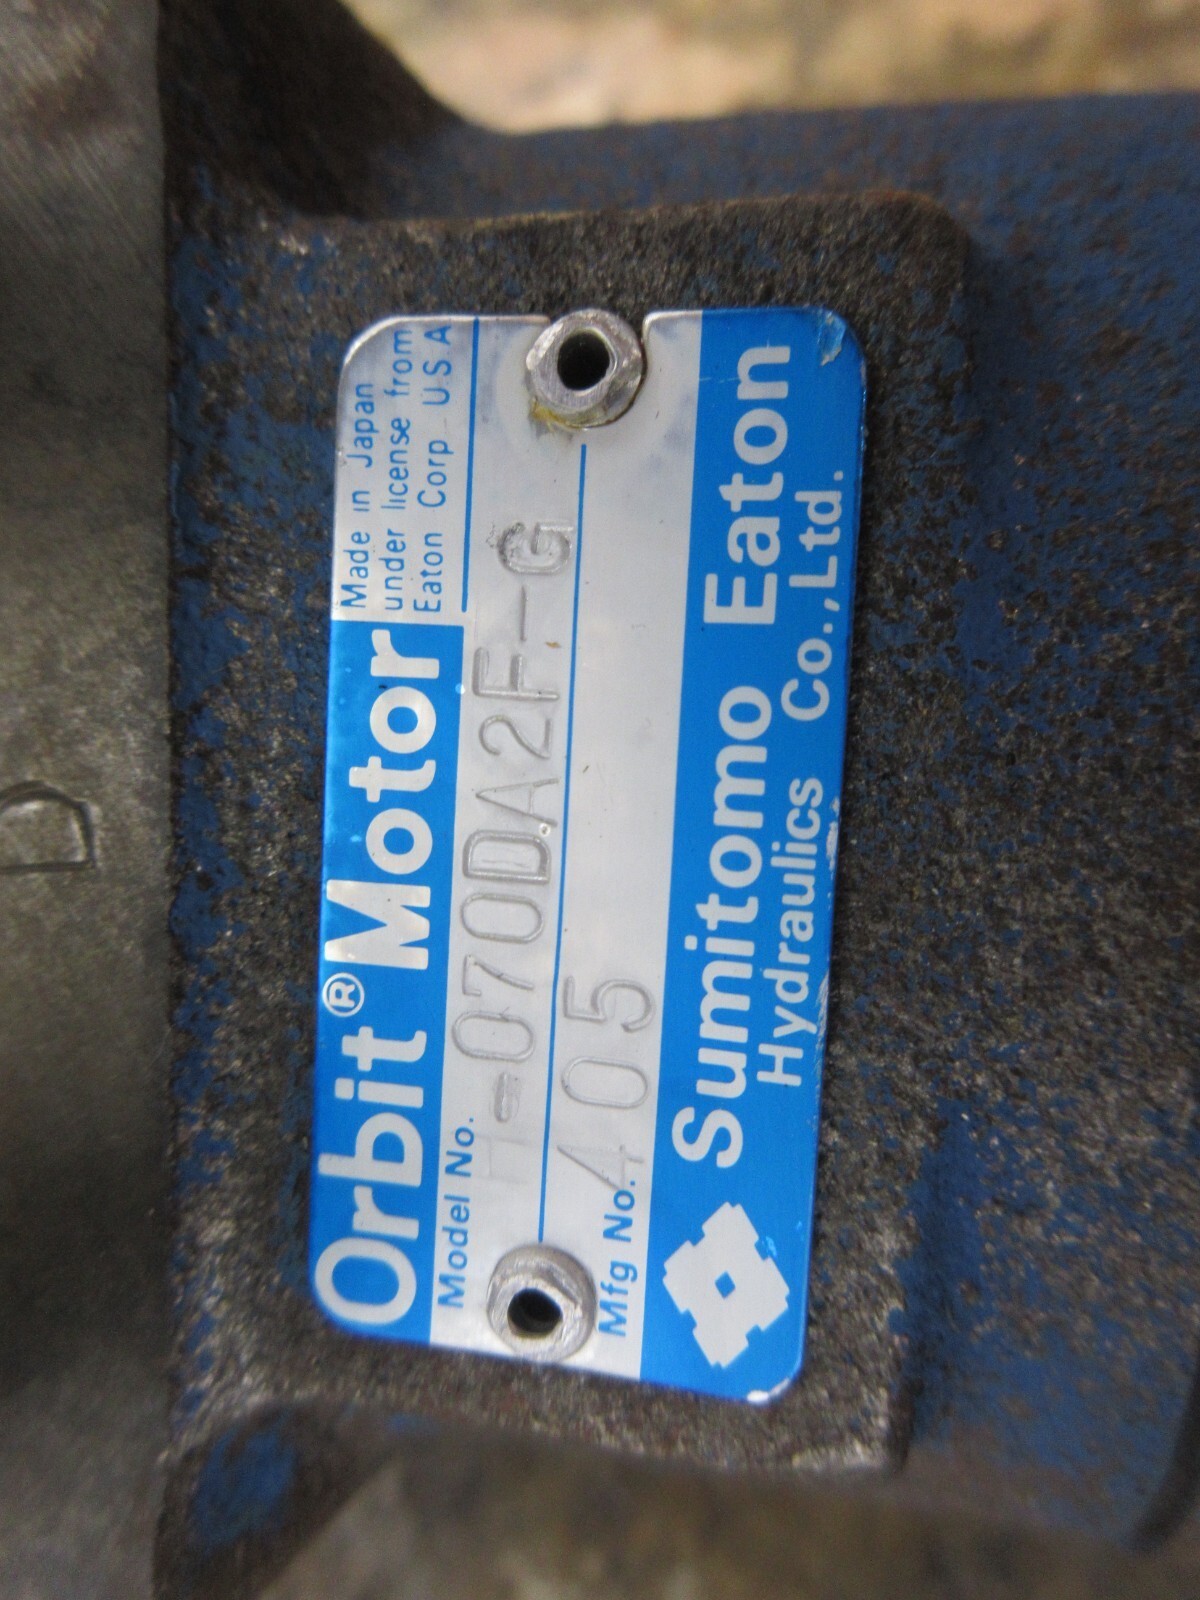 Orbit® Motor
Made in Japan
under license from
Eaton Corp U.S.A
Model No. H-070DA2F-G
Mfg No. 405
Sumitomo Eaton
Hydraulics Co.,Ltd.
D